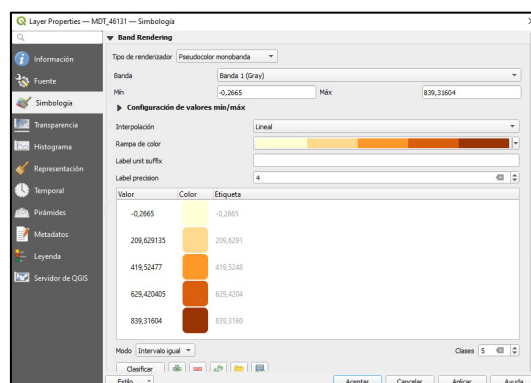 Layer Properties — MDT_46131 — Simbología
Información
Fuente
Simbología
Transparencia
Histograma
Representación
Temporal
Pirámides
Metadatos
Leyenda
Servidor de QGIS
Band Rendering
Tipo de renderizador Pseudocolor monobanda
Banda Banda 1 (Gray)
Mín -0,2665 Máx 839,31604
Configuración de valores min/máx
Interpolación Lineal
Rampa de color
Label unit suffix
Label precision 4
Valor Color Etiqueta
-0,2665 -0,2665
209,629135 209,6291
419,52477 419,5248
629,420405 629,4204
839,31604 839,3160
Modo Intervalo igual Clases 5
Clasificar
Estilo Aceptar Cancelar Aplicar Ayuda